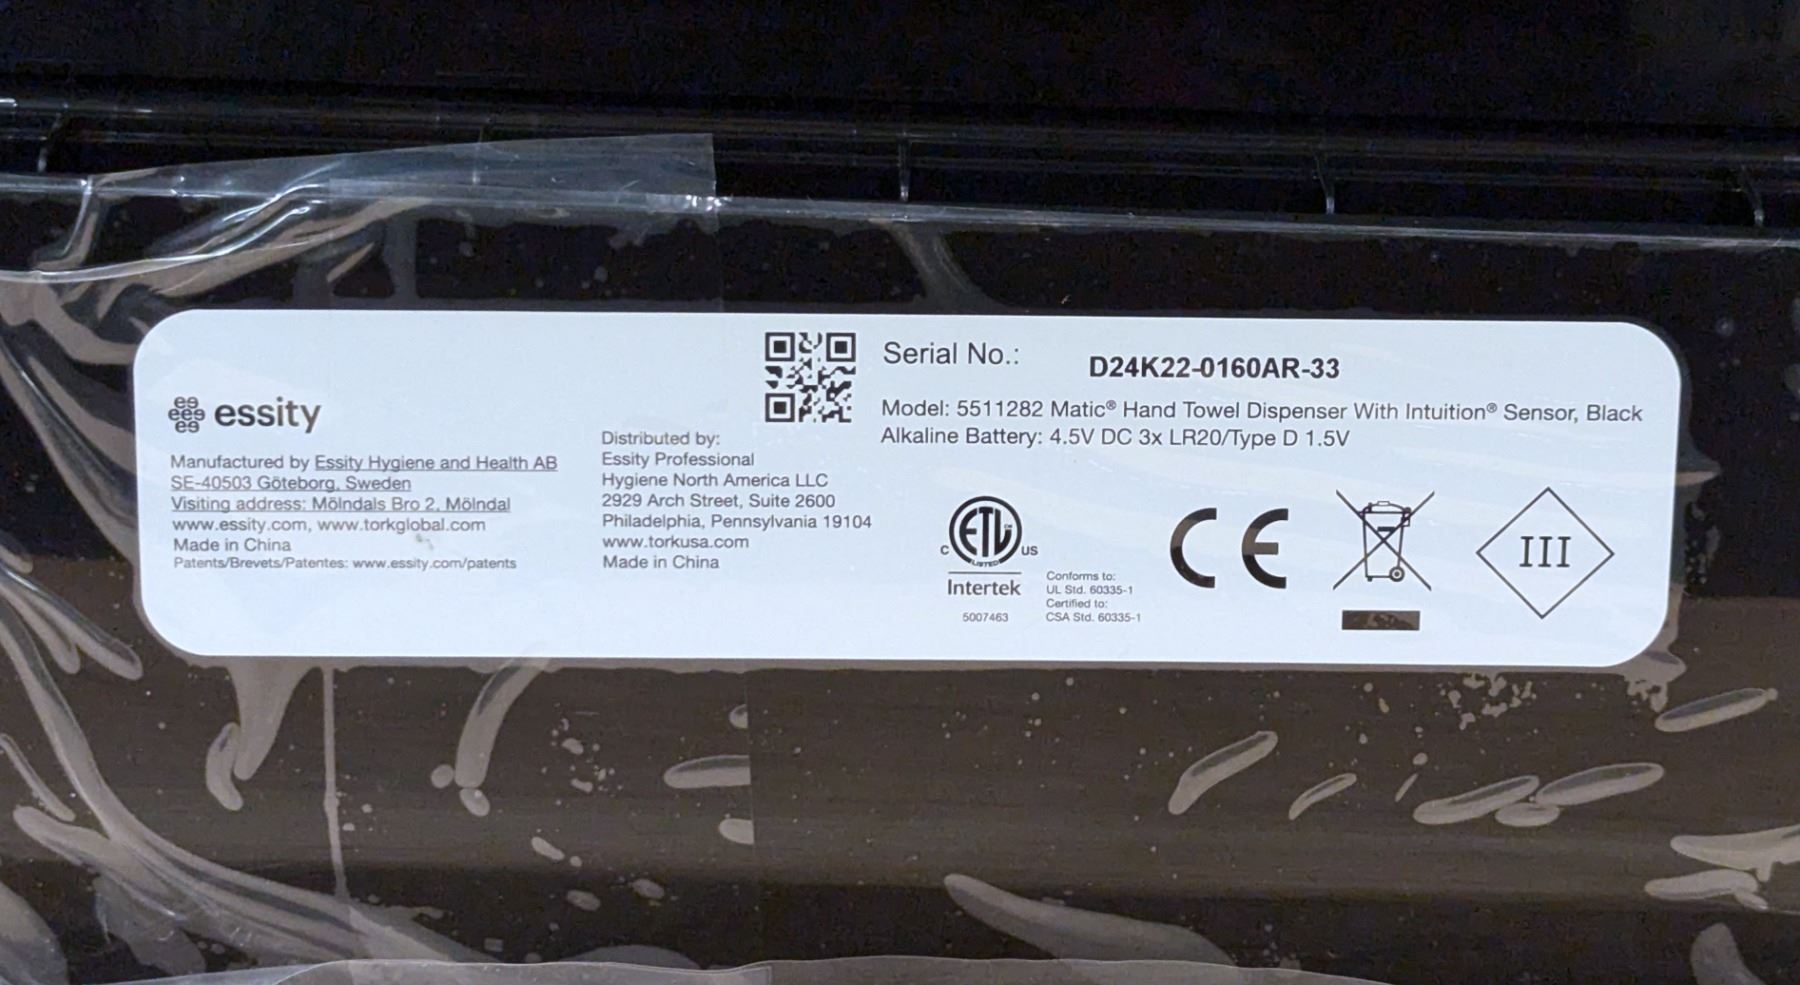 essity
Manufactured by Essity Hygiene and Health AB
SE-40503 Göteborg, Sweden
Visiting address: Mölndals Bro 2, Mölndal
www.essity.com, www.torkglobal.com
Made in China
Patents/Brevets/Patentes: www.essity.com/patents
Distributed by:
Essity Professional
Hygiene North America LLC
2929 Arch Street, Suite 2600
Philadelphia, Pennsylvania 19104
www.torkusa.com
Made in China
Serial No.: D24K22-0160AR-33
Model: 5511282 Matic® Hand Towel Dispenser With Intuition® Sensor, Black
Alkaline Battery: 4.5V DC 3x LR20/Type D 1.5V
C ETL US
LISTED
Intertek
5007463
Conforms to:
UL Std. 60335-1
Certified to:
CSA Std. 60335-1
CE
III